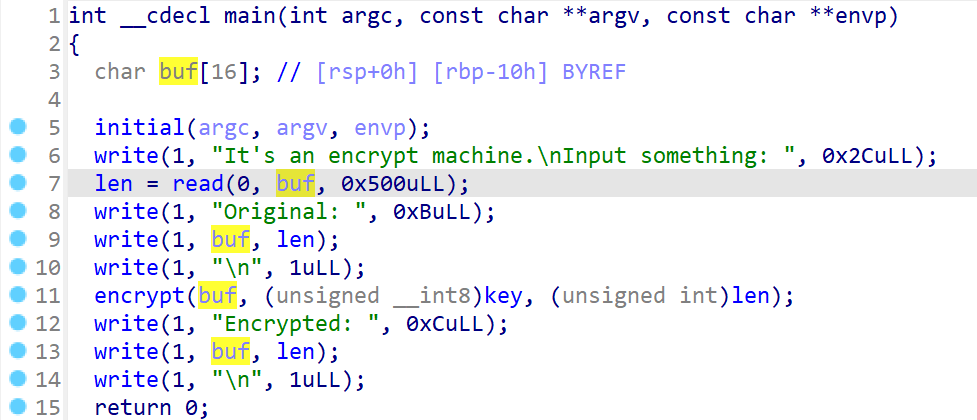 1 int __cdecl main(int argc, const char **argv, const char **envp)
2 {
3 char buf[16]; // [rsp+0h] [rbp-10h] BYREF
4
5 initial(argc, argv, envp);
6 write(1, "It's an encrypt machine.\nInput something: ", 0x2CuLL);
7 len = read(0, buf, 0x500uLL);
8 write(1, "Original: ", 0xBuLL);
9 write(1, buf, len);
10 write(1, "\n", 1uLL);
11 encrypt(buf, (unsigned __int8)key, (unsigned int)len);
12 write(1, "Encrypted: ", 0xCuLL);
13 write(1, buf, len);
14 write(1, "\n", 1uLL);
15 return 0;